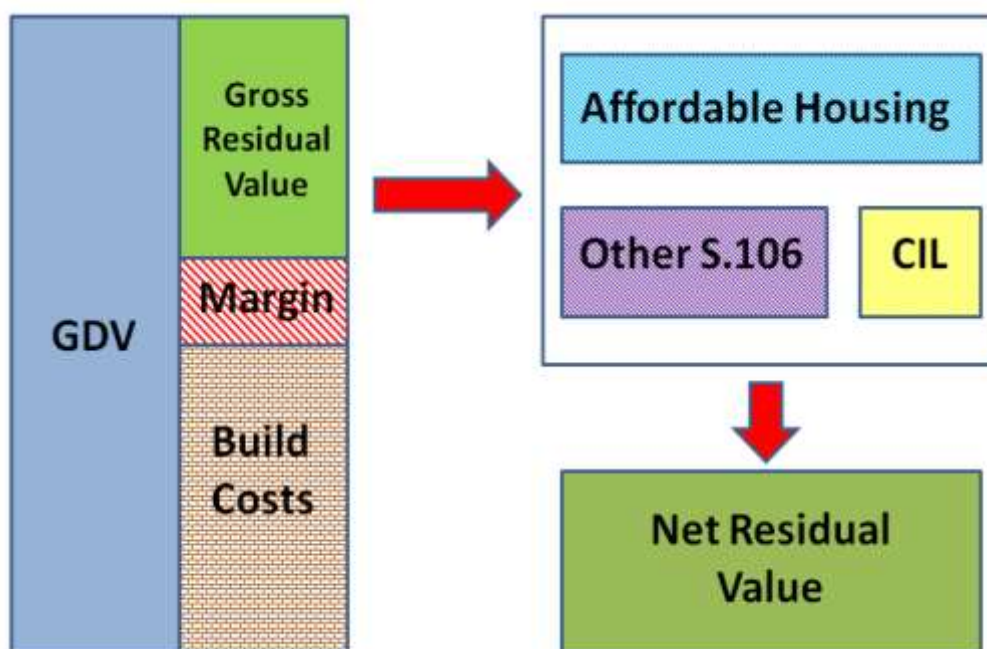 GDV
Gross
Residual
Value
Margin
Build
Costs
Affordable Housing
Other S.106
CIL
Net Residual
Value